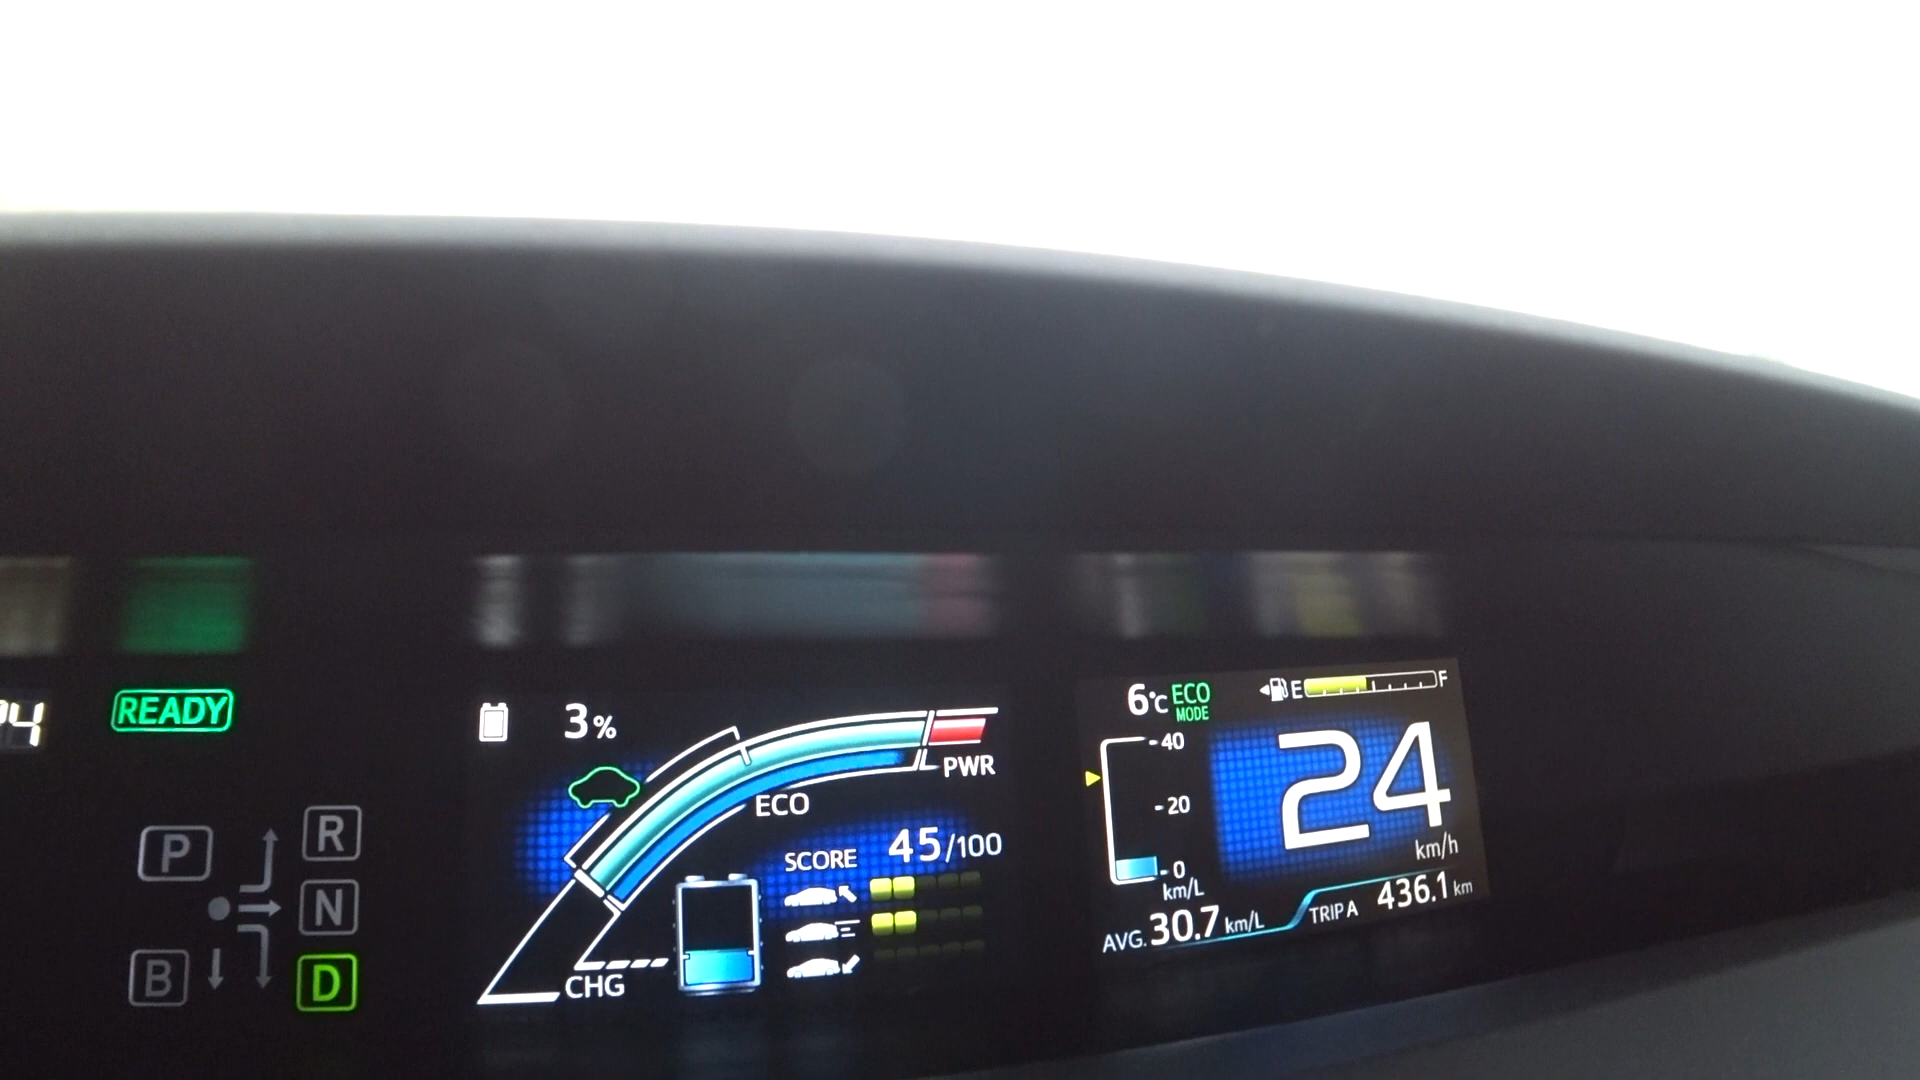 4
READY
P
R
N
B
D
3%
PWR
ECO
SCORE 45/100
CHG
6℃ ECO MODE
E F
40
20
0
km/L
24
km/h
AVG. 30.7 km/L
TRIP A 436.1 km